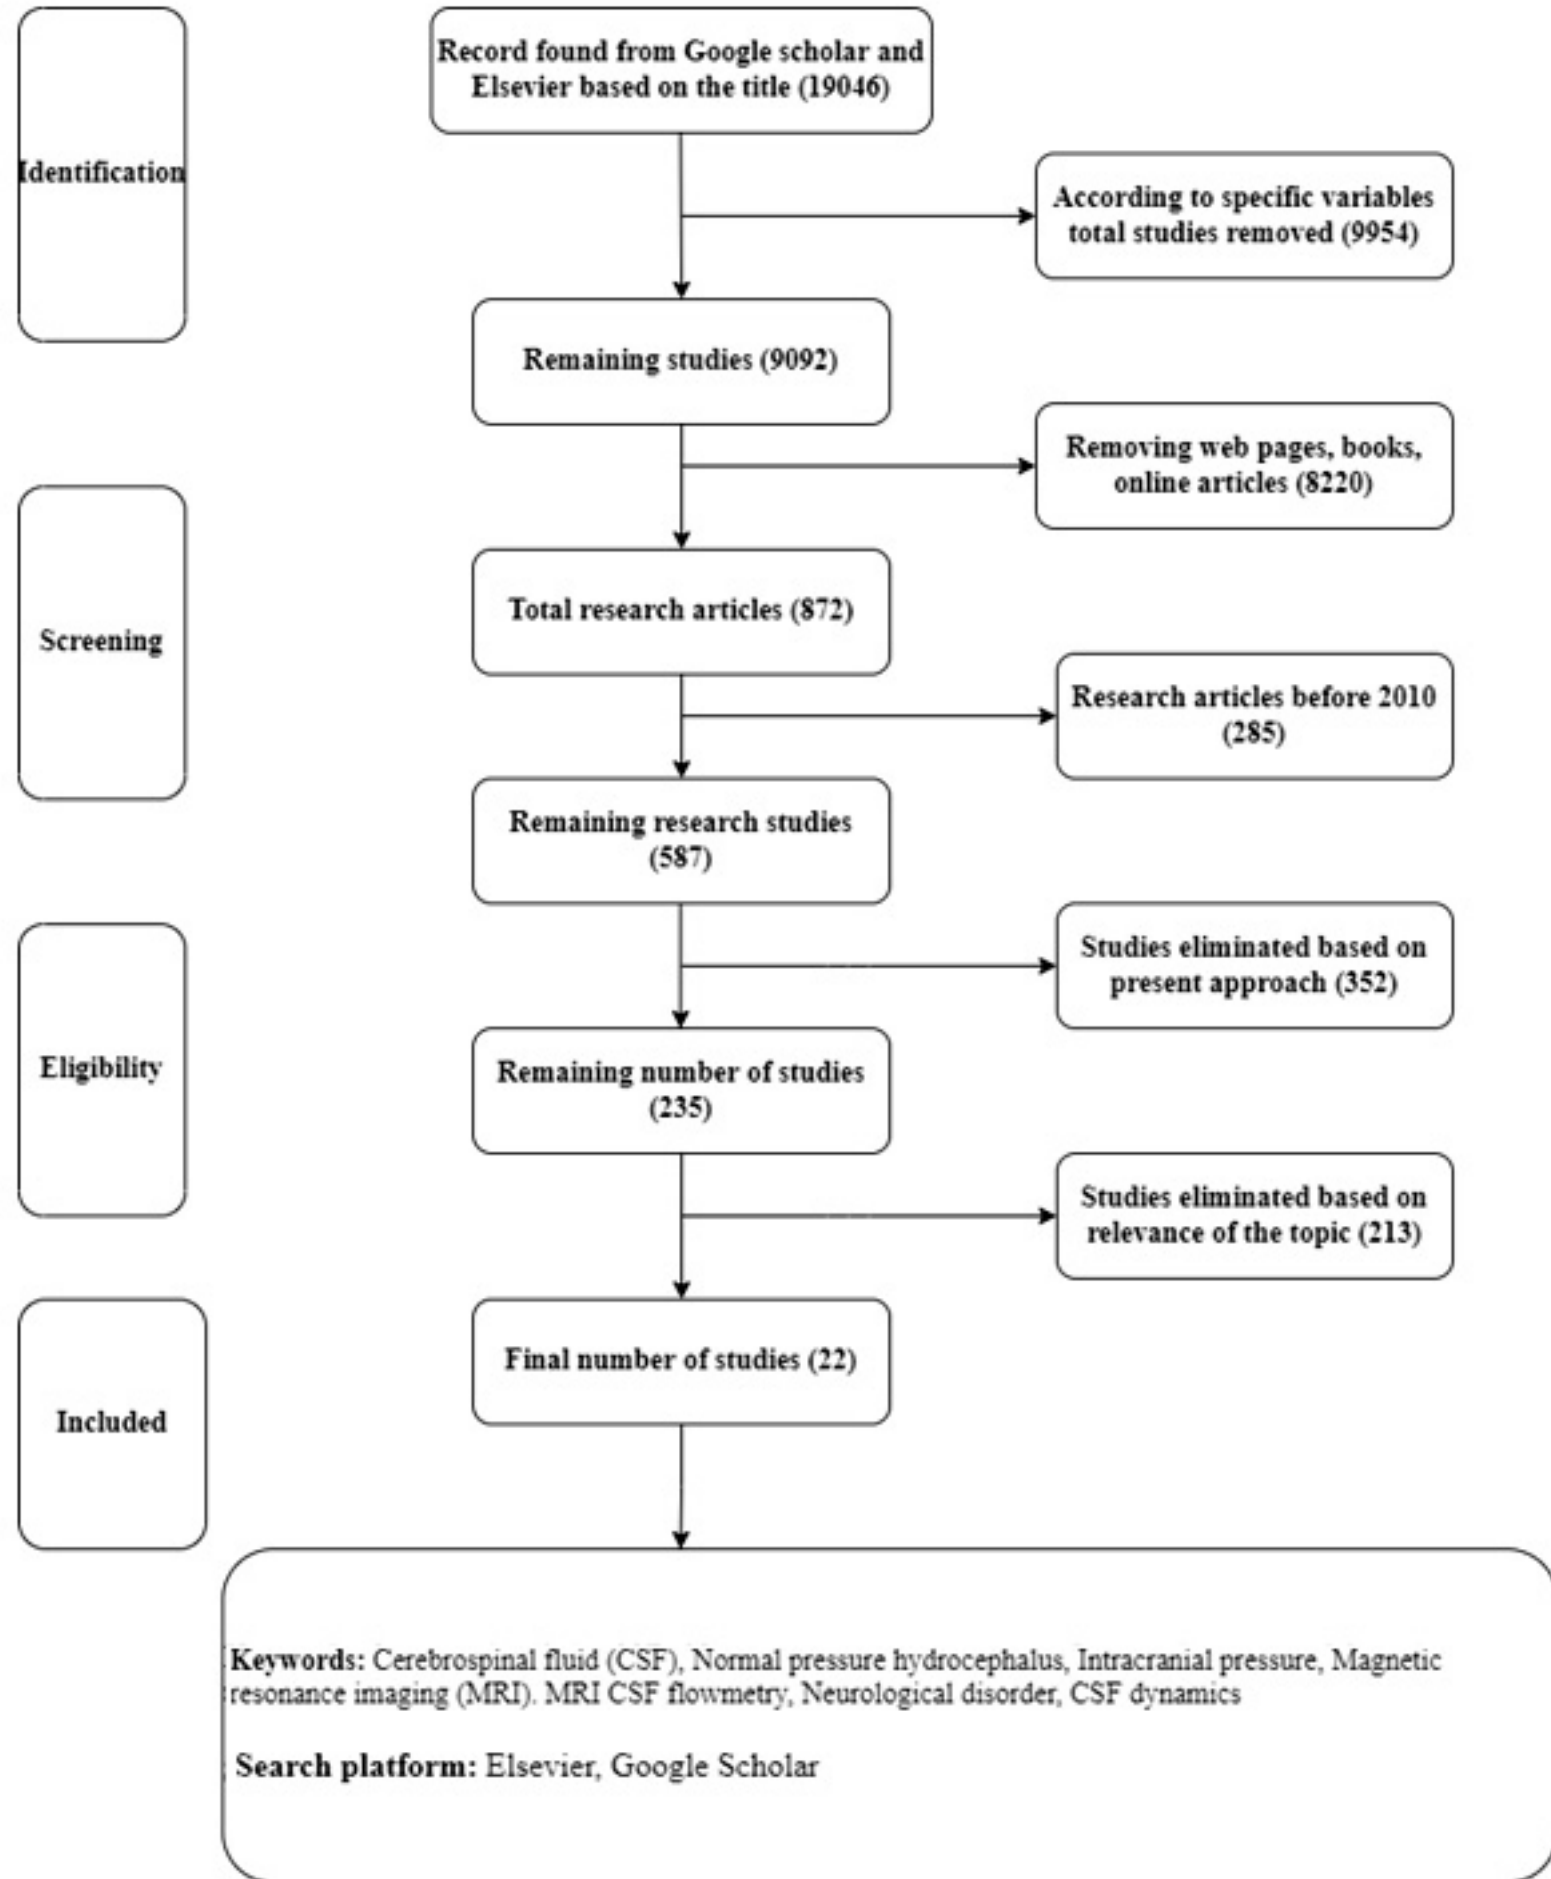 Identification
Record found from Google scholar and
Elsevier based on the title (19046)
According to specific variables
total studies removed (9954)
Remaining studies (9092)
Removing web pages, books,
online articles (8220)
Screening
Total research articles (872)
Research articles before 2010
(285)
Remaining research studies
(587)
Eligibility
Studies eliminated based on
present approach (352)
Remaining number of studies
(235)
Studies eliminated based on
relevance of the topic (213)
Included
Final number of studies (22)
Keywords: Cerebrospinal fluid (CSF), Normal pressure hydrocephalus, Intracranial pressure, Magnetic
resonance imaging (MRI). MRI CSF flowmetry, Neurological disorder, CSF dynamics
Search platform: Elsevier, Google Scholar